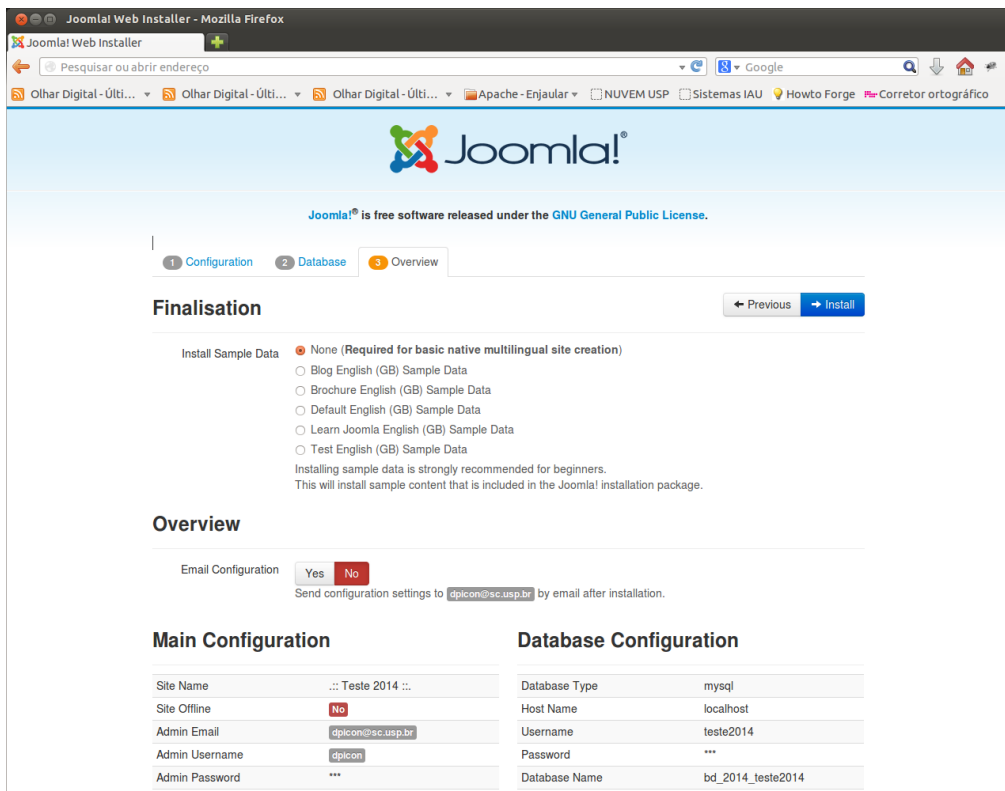 Joomla! Web Installer - Mozilla Firefox
Joomla! Web Installer
Pesquisar ou abrir endereço
Google
Olhar Digital - Últi...
Olhar Digital - Últi...
Olhar Digital - Últi...
Apache - Enjaular
NUVEM USP
Sistemas IAU
Howto Forge
Corretor ortográfico
Joomla!®
Joomla!® is free software released under the GNU General Public License.
1 Configuration
2 Database
3 Overview
Finalisation
Previous
Install
Install Sample Data
None (Required for basic native multilingual site creation)
Blog English (GB) Sample Data
Brochure English (GB) Sample Data
Default English (GB) Sample Data
Learn Joomla English (GB) Sample Data
Test English (GB) Sample Data
Installing sample data is strongly recommended for beginners.
This will install sample content that is included in the Joomla! installation package.
Overview
Email Configuration
Yes No
Send configuration settings to dpicon@sc.usp.br by email after installation.
Main Configuration
Site Name .:: Teste 2014 ::.
Site Offline No
Admin Email dpicon@sc.usp.br
Admin Username dpicon
Admin Password ***
Database Configuration
Database Type mysql
Host Name localhost
Username teste2014
Password ***
Database Name bd_2014_teste2014